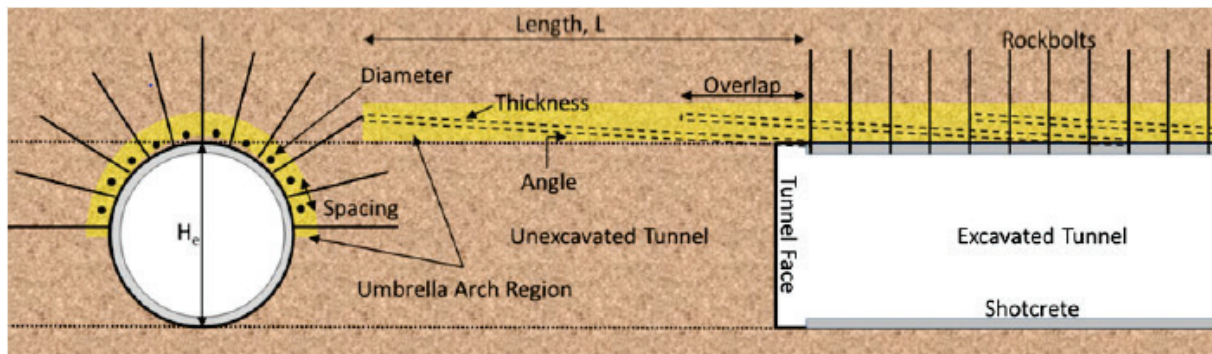 Length, L
Rockbolts
Diameter
Overlap
Thickness
Angle
Spacing
He
Unexcavated Tunnel
Tunnel Face
Excavated Tunnel
Umbrella Arch Region
Shotcrete